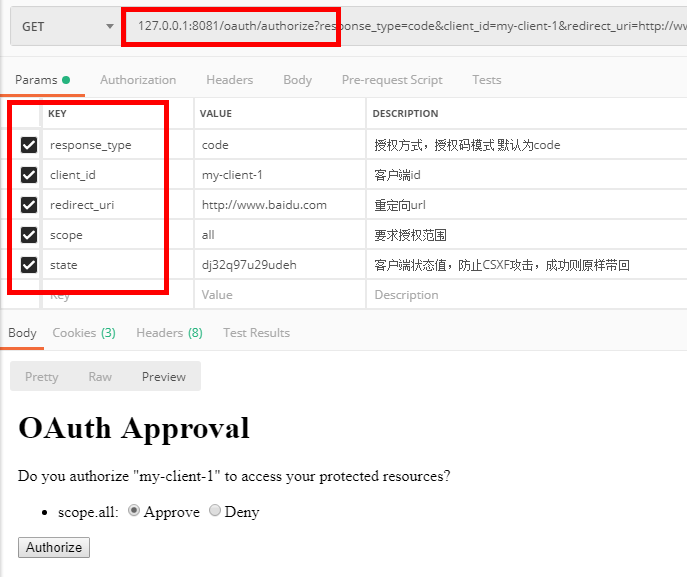 GET 127.0.0.1:8081/oauth/authorize?response_type=code&client_id=my-client-1&redirect_uri=http://ww
Params Authorization Headers Body Pre-request Script Tests
KEY VALUE DESCRIPTION
response_type code 授权方式，授权码模式 默认为code
client_id my-client-1 客户端id
redirect_uri http://www.baidu.com 重定向url
scope all 要求授权范围
state dj32q97u29udeh 客户端状态值，防止CSXF攻击，成功则原样带回
Key Value Description
Body Cookies (3) Headers (8) Test Results
Pretty Raw Preview
OAuth Approval
Do you authorize "my-client-1" to access your protected resources?
• scope.all: Approve Deny
Authorize